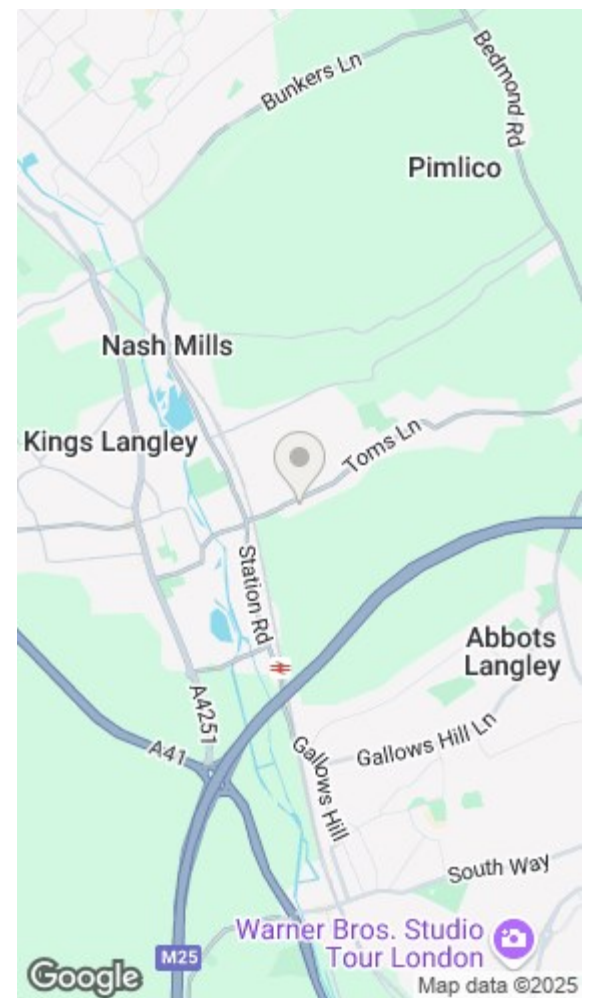 Bunkers Ln
Bedmond Rd
Pimlico
Nash Mills
Kings Langley
Toms Ln
Station Rd
Abbots
Langley
A4251
A41
Gallows Hill Ln
Gallows Hill
South Way
Warner Bros. Studio
Tour London
M25
Google
Map data ©2025